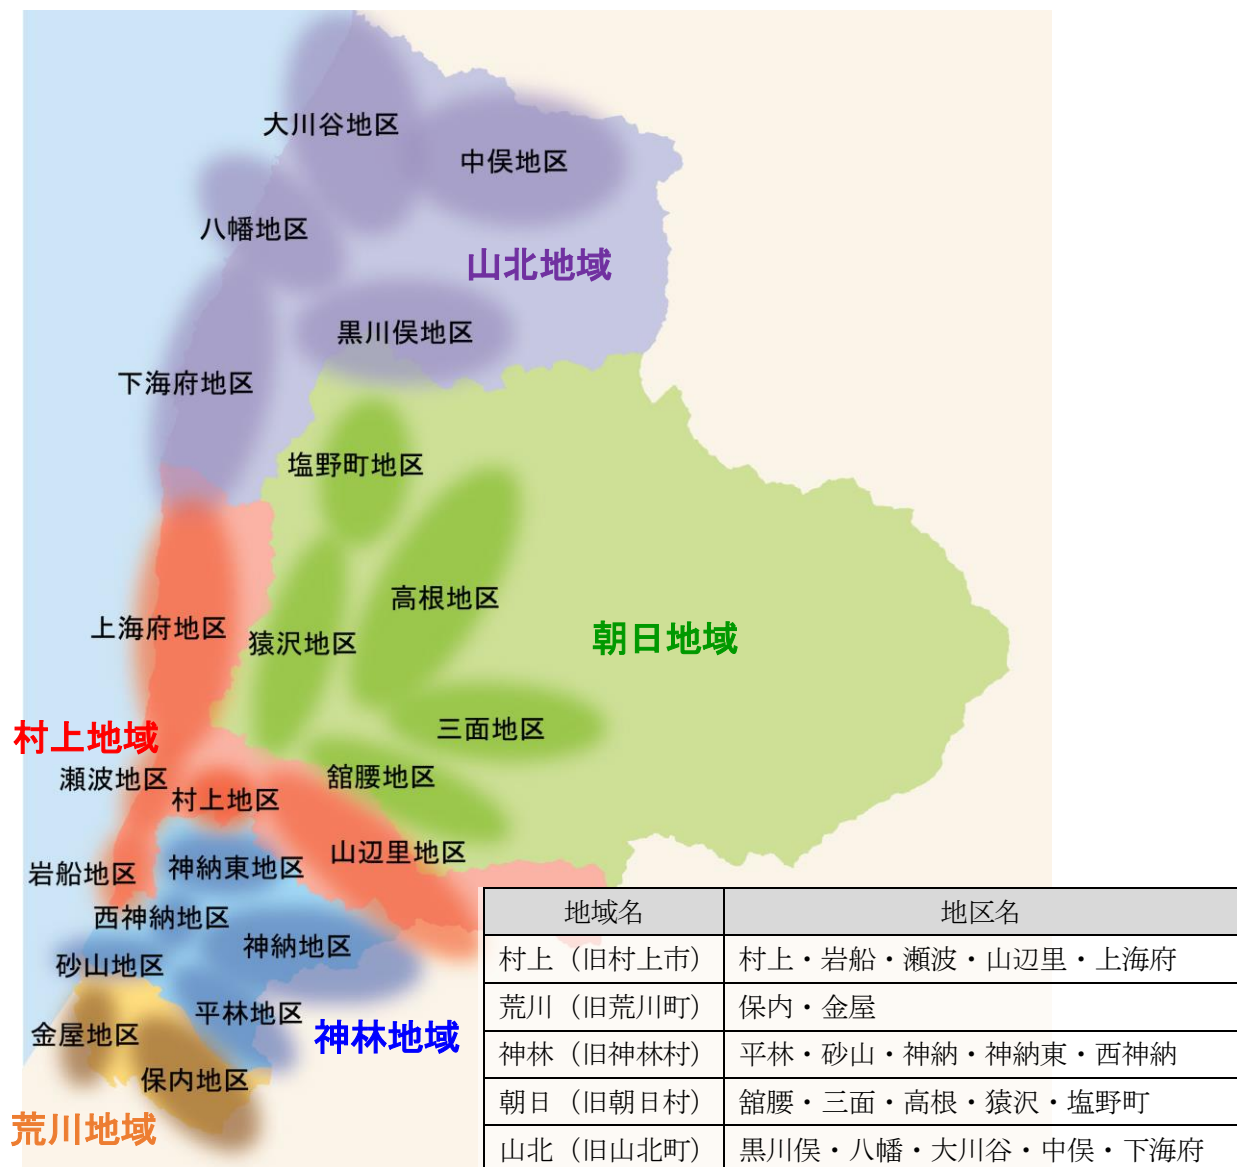 大川谷地区
中俣地区
八幡地区
山北地域
黒川俣地区
下海府地区
塩野町地区
高根地区
上海府地区
猿沢地区
朝日地域
三面地区
村上地域
瀬波地区
舘腰地区
村上地区
山辺里地区
岩船地区
神納東地区
西神納地区
神納地区
砂山地区
平林地区
金屋地区
神林地域
保内地区
荒川地域
地域名 地区名
村上（旧村上市） 村上・岩船・瀬波・山辺里・上海府
荒川（旧荒川町） 保内・金屋
神林（旧神林村） 平林・砂山・神納・神納東・西神納
朝日（旧朝日村） 舘腰・三面・高根・猿沢・塩野町
山北（旧山北町） 黒川俣・八幡・大川谷・中俣・下海府